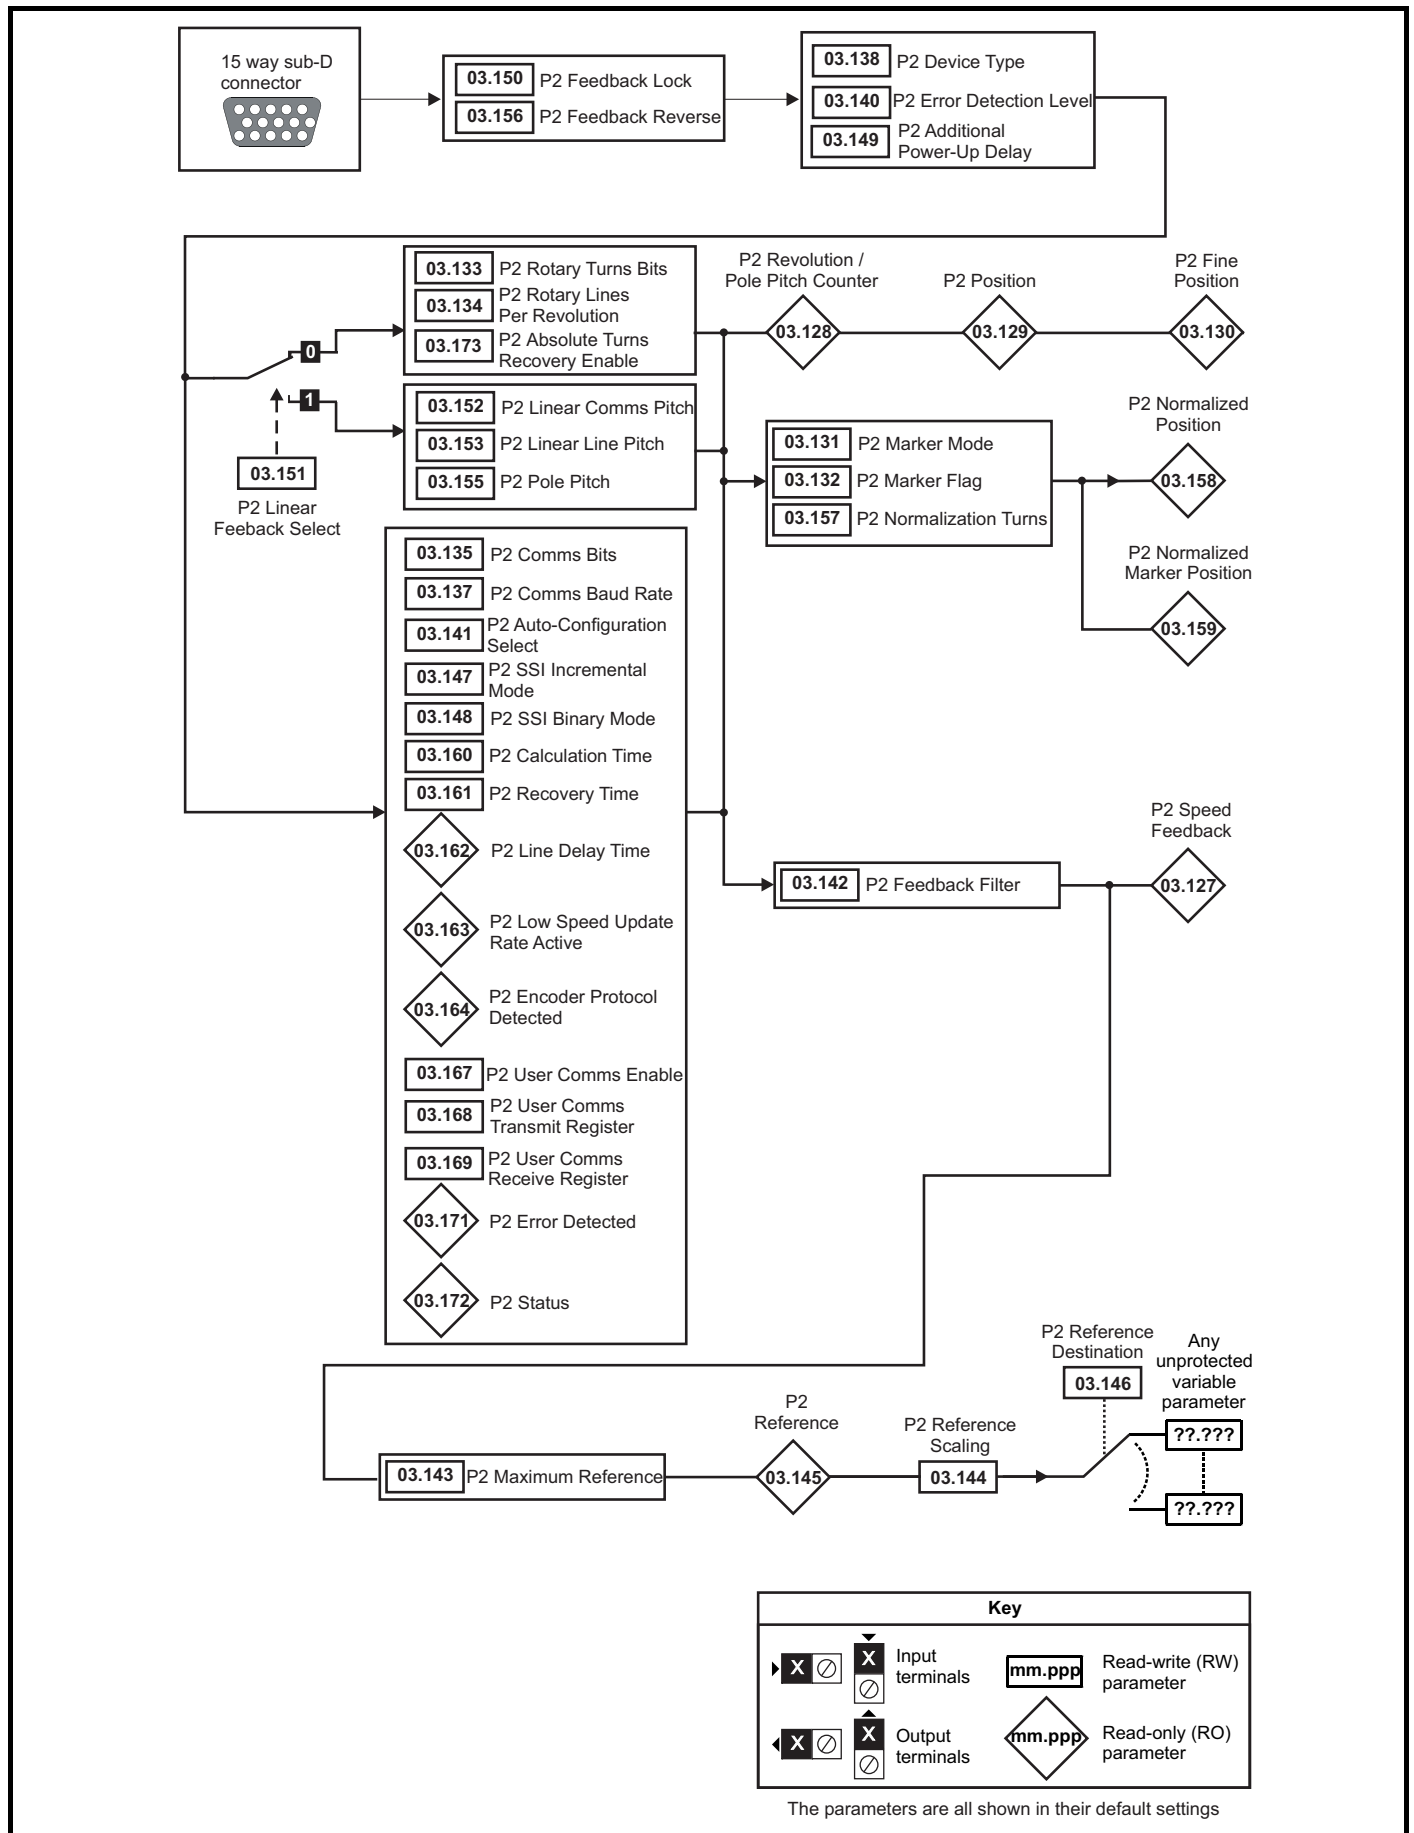 15 way sub-D
connector
03.150 P2 Feedback Lock
03.156 P2 Feedback Reverse
03.138 P2 Device Type
03.140 P2 Error Detection Level
03.149 P2 Additional
Power-Up Delay
03.133 P2 Rotary Turns Bits
03.134 P2 Rotary Lines
Per Revolution
03.173 P2 Absolute Turns
Recovery Enable
0
1
03.151
P2 Linear
Feeback Select
03.152 P2 Linear Comms Pitch
03.153 P2 Linear Line Pitch
03.155 P2 Pole Pitch
P2 Revolution /
Pole Pitch Counter
03.128
P2 Position
03.129
P2 Fine
Position
03.130
03.131 P2 Marker Mode
03.132 P2 Marker Flag
03.157 P2 Normalization Turns
P2 Normalized
Position
03.158
P2 Normalized
Marker Position
03.159
03.135 P2 Comms Bits
03.137 P2 Comms Baud Rate
03.141 P2 Auto-Configuration
Select
03.147 P2 SSI Incremental
Mode
03.148 P2 SSI Binary Mode
03.160 P2 Calculation Time
03.161 P2 Recovery Time
03.162 P2 Line Delay Time
03.163 P2 Low Speed Update
Rate Active
03.164 P2 Encoder Protocol
Detected
03.167 P2 User Comms Enable
03.168 P2 User Comms
Transmit Register
03.169 P2 User Comms
Receive Register
03.171 P2 Error Detected
03.172 P2 Status
03.142 P2 Feedback Filter
P2 Speed
Feedback
03.127
03.143 P2 Maximum Reference
P2
Reference
03.145
P2 Reference
Scaling
03.144
P2 Reference
Destination
03.146
Any
unprotected
variable
parameter
??.???
??.???
Key
X
X
Input
terminals
mm.ppp
Read-write (RW)
parameter
X
X
Output
terminals
mm.ppp
Read-only (RO)
parameter
The parameters are all shown in their default settings